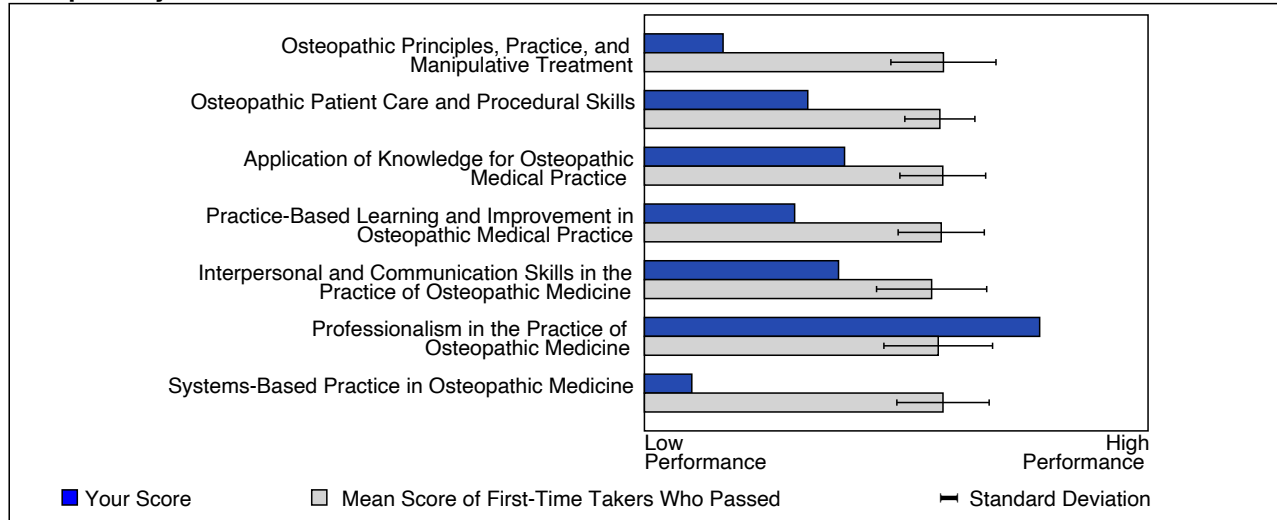 Osteopathic Principles, Practice, and
Manipulative Treatment
Osteopathic Patient Care and Procedural Skills
Application of Knowledge for Osteopathic
Medical Practice
Practice-Based Learning and Improvement in
Osteopathic Medical Practice
Interpersonal and Communication Skills in the
Practice of Osteopathic Medicine
Professionalism in the Practice of
Osteopathic Medicine
Systems-Based Practice in Osteopathic Medicine
Low
Performance
High
Performance
Your Score
Mean Score of First-Time Takers Who Passed
Standard Deviation